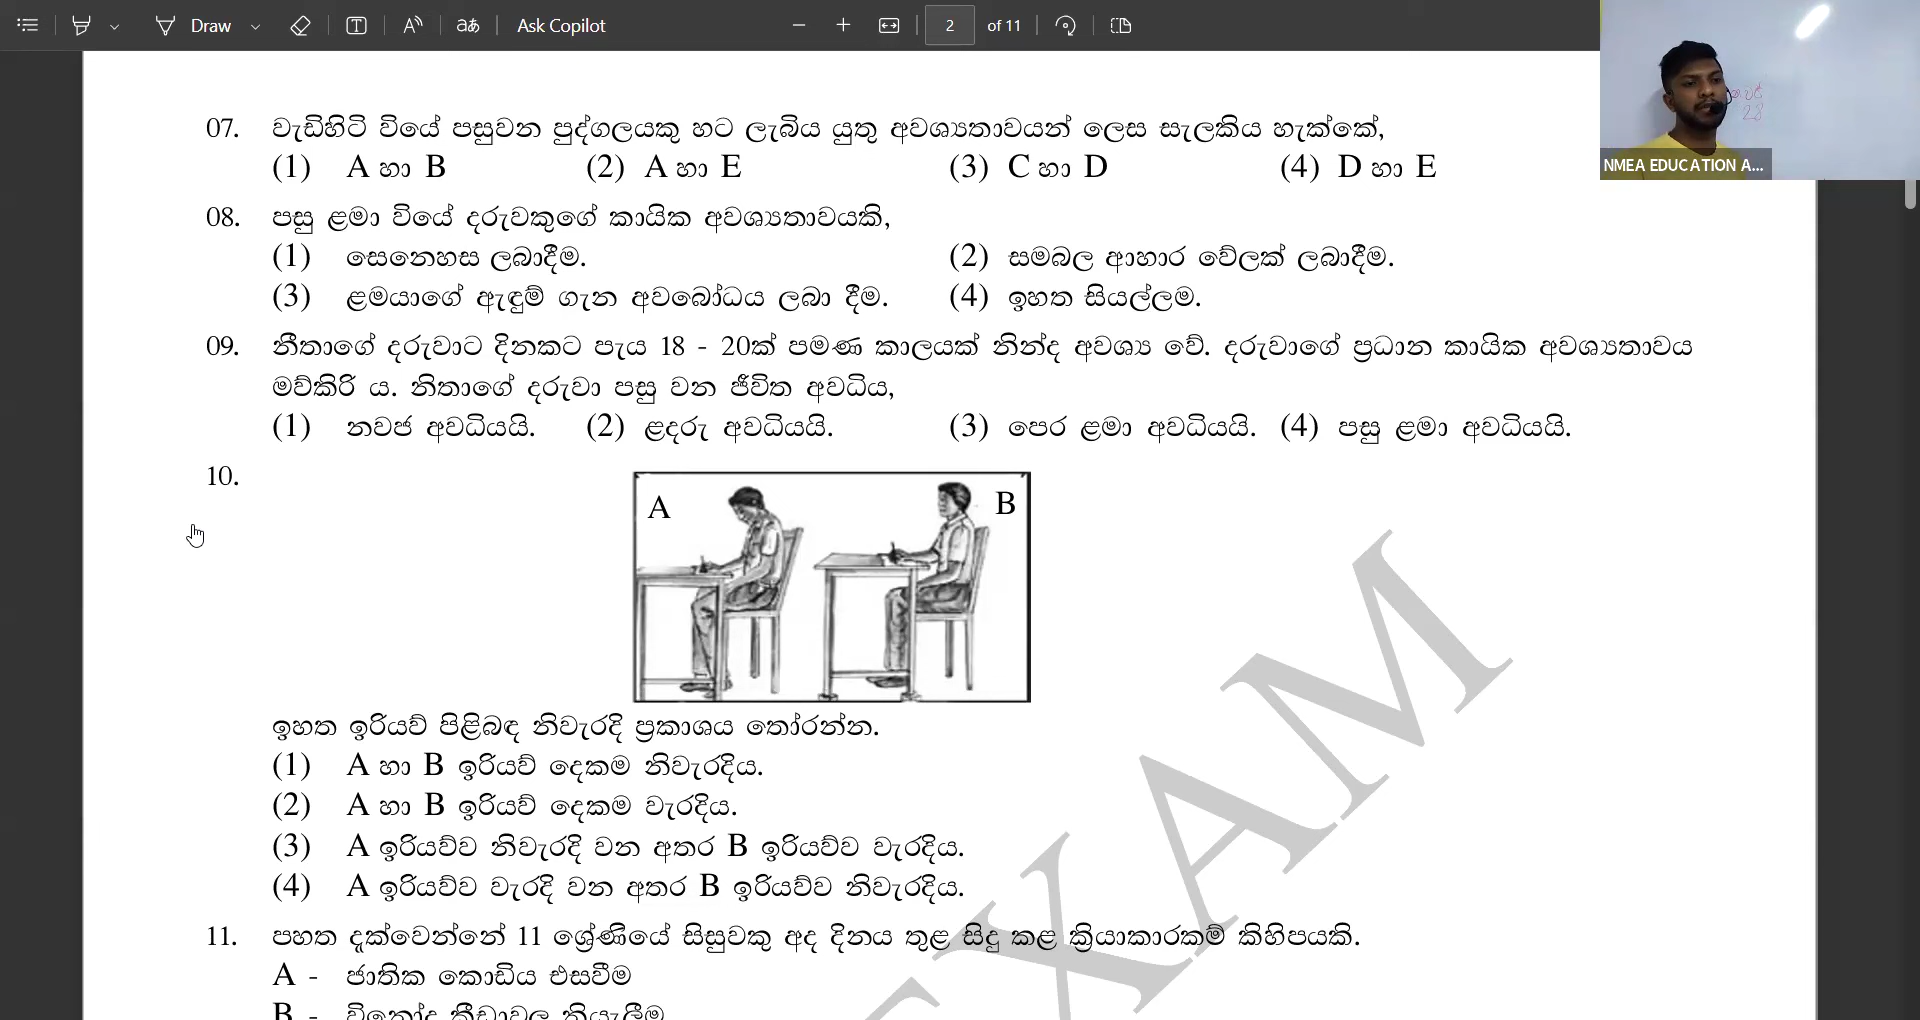 Draw
aあ
Ask Copilot
2 of 11
NMEA EDUCATION A...
07. වැඩිහිටි වියේ පසුවන පුද්ගලයකු හට ලැබිය යුතු අවශ්‍යතාවයන් ලෙස සැලකිය හැක්කේ,
(1) A හා B (2) A හා E (3) C හා D (4) D හා E
08. පසු ළමා වියේ දරුවකුගේ කායික අවශ්‍යතාවයකි,
(1) සෙනෙහස ලබාදීම. (2) සමබල ආහාර වේලක් ලබාදීම.
(3) ළමයාගේ ඇඳුම් ගැන අවබෝධය ලබා දීම. (4) ඉහත සියල්ලම.
09. නීතාගේ දරුවාට දිනකට පැය 18 - 20ක් පමණ කාලයක් නින්ද අවශ්‍ය වේ. දරුවාගේ ප්‍රධාන කායික අවශ්‍යතාවය
මව්කිරි ය. නිතාගේ දරුවා පසු වන ජීවිත අවධිය,
(1) නවජ අවධියයි. (2) ළදරු අවධියයි. (3) පෙර ළමා අවධියයි. (4) පසු ළමා අවධියයි.
10.
A B
ඉහත ඉරියව් පිළිබඳ නිවැරදි ප්‍රකාශය තෝරන්න.
(1) A හා B ඉරියව් දෙකම නිවැරදිය.
(2) A හා B ඉරියව් දෙකම වැරදිය.
(3) A ඉරියව්ව නිවැරදි වන අතර B ඉරියව්ව වැරදිය.
(4) A ඉරියව්ව වැරදි වන අතර B ඉරියව්ව නිවැරදිය.
EXAM
11. පහත දැක්වෙන්නේ 11 ශ්‍රේණියේ සිසුවකු අද දිනය තුළ සිදු කළ ක්‍රියාකාරකම් කිහිපයකි.
A - ජාතික කොඩිය එසවීම
B - විනෝද ක්‍රීඩාවල නියැලීම